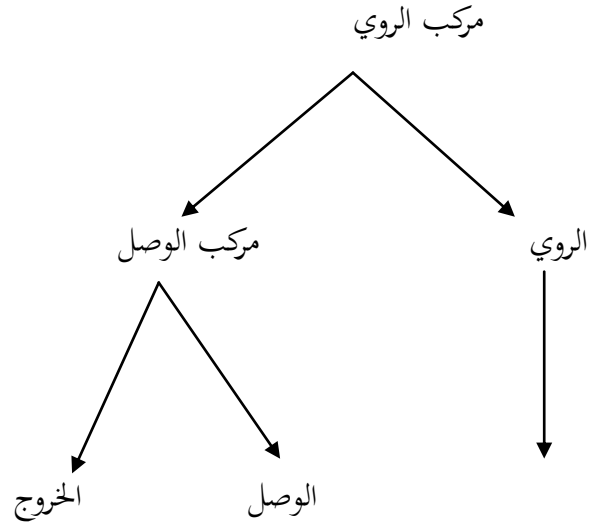 مركب الروي
الروي
مركب الوصل
الوصل
الخروج